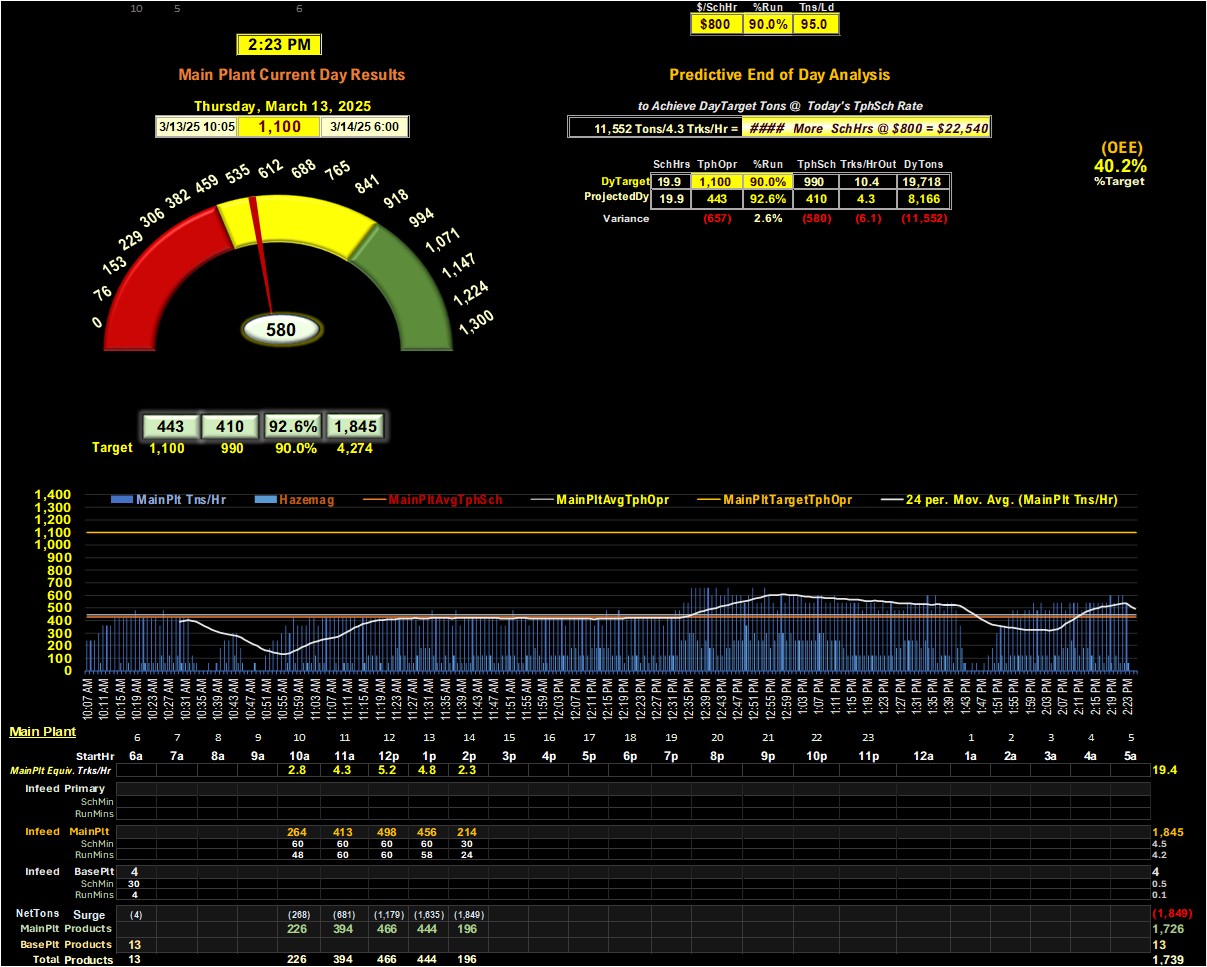 10 5 6
$/SchHr %Run Tns/Ld
$800 90.0% 95.0
2:23 PM
Main Plant Current Day Results
Predictive End of Day Analysis
Thursday, March 13, 2025
to Achieve DayTarget Tons @ Today's TphSch Rate
3/13/25 10:05 1,100 3/14/25 6:00
11,552 Tons/4.3 Trks/Hr = #### More SchHrs @ $800 = $22,540
(OEE)
40.2%
%Target
SchHrs TphOpr %Run TphSch Trks/HrOut DyTons
DyTarget 19.9 1,100 90.0% 990 10.4 19,718
ProjectedDy 19.9 443 92.6% 410 4.3 8,166
Variance (657) 2.6% (580) (6.1) (11,552)
0 76 153 229 306 382 459 535 612 688 765 841 918 994 1,071 1,147 1,224 1,300
580
443 410 92.6% 1,845
Target 1,100 990 90.0% 4,274
MainPlt Tns/Hr Hazemag MainPltAvgTphSch MainPltAvgTphOpr MainPltTargetTphOpr 24 per. Mov. Avg. (MainPlt Tns/Hr)
1,400
1,300
1,200
1,100
1,000
900
800
700
600
500
400
300
200
100
0
10:07 AM 10:11 AM 10:15 AM 10:19 AM 10:23 AM 10:27 AM 10:31 AM 10:35 AM 10:39 AM 10:43 AM 10:47 AM 10:51 AM 10:55 AM 10:59 AM 11:03 AM 11:07 AM 11:11 AM 11:15 AM 11:19 AM 11:23 AM 11:27 AM 11:31 AM 11:35 AM 11:39 AM 11:43 AM 11:47 AM 11:51 AM 11:55 AM 11:59 AM 12:03 PM 12:07 PM 12:11 PM 12:15 PM 12:19 PM 12:23 PM 12:27 PM 12:31 PM 12:35 PM 12:39 PM 12:43 PM 12:47 PM 12:51 PM 12:55 PM 12:59 PM 1:03 PM 1:07 PM 1:11 PM 1:15 PM 1:19 PM 1:23 PM 1:27 PM 1:31 PM 1:35 PM 1:39 PM 1:43 PM 1:47 PM 1:51 PM 1:55 PM 1:59 PM 2:03 PM 2:07 PM 2:11 PM 2:15 PM 2:19 PM 2:23 PM
Main Plant 6 7 8 9 10 11 12 13 14 15 16 17 18 19 20 21 22 23 1 2 3 4 5
StartHr 6a 7a 8a 9a 10a 11a 12p 1p 2p 3p 4p 5p 6p 7p 8p 9p 10p 11p 12a 1a 2a 3a 4a 5a
MainPlt Equiv. Trks/Hr 2.8 4.3 5.2 4.8 2.3 19.4
Infeed Primary
SchMin
RunMins
Infeed MainPlt 264 413 498 456 214 1,845
SchMin 60 60 60 60 30 4.5
RunMins 48 60 60 58 24 4.2
Infeed BasePlt 4 4
SchMin 30 0.5
RunMins 4 0.1
NetTons Surge (4) (268) (681) (1,179) (1,635) (1,849) (1,849)
MainPlt Products 226 394 466 444 196 1,726
BasePlt Products 13 13
Total Products 13 226 394 466 444 196 1,739